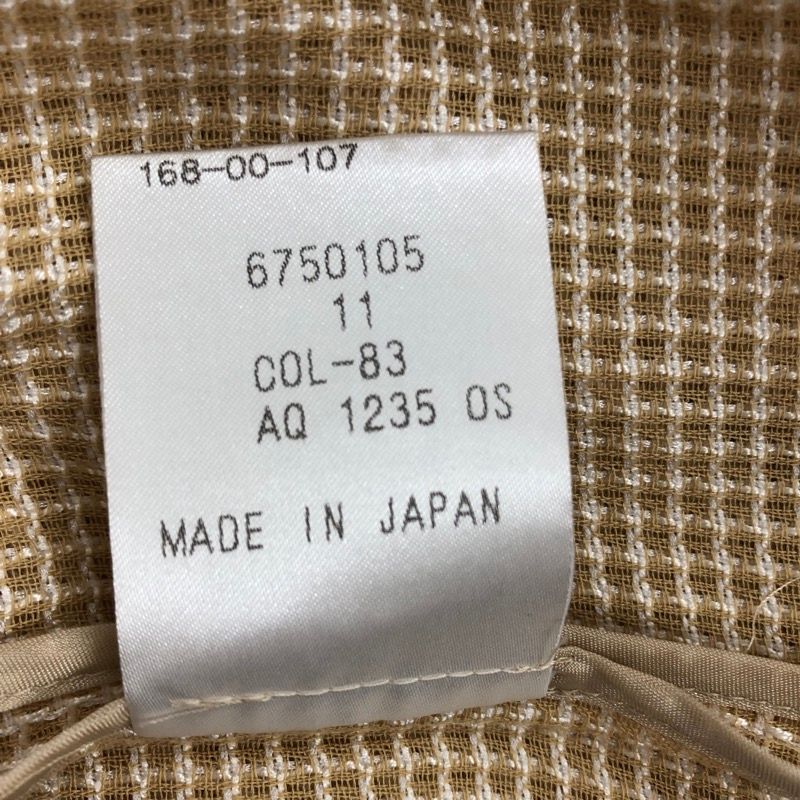 168-00-107
6750105
11
COL-83
AQ 1235 OS
MADE IN JAPAN